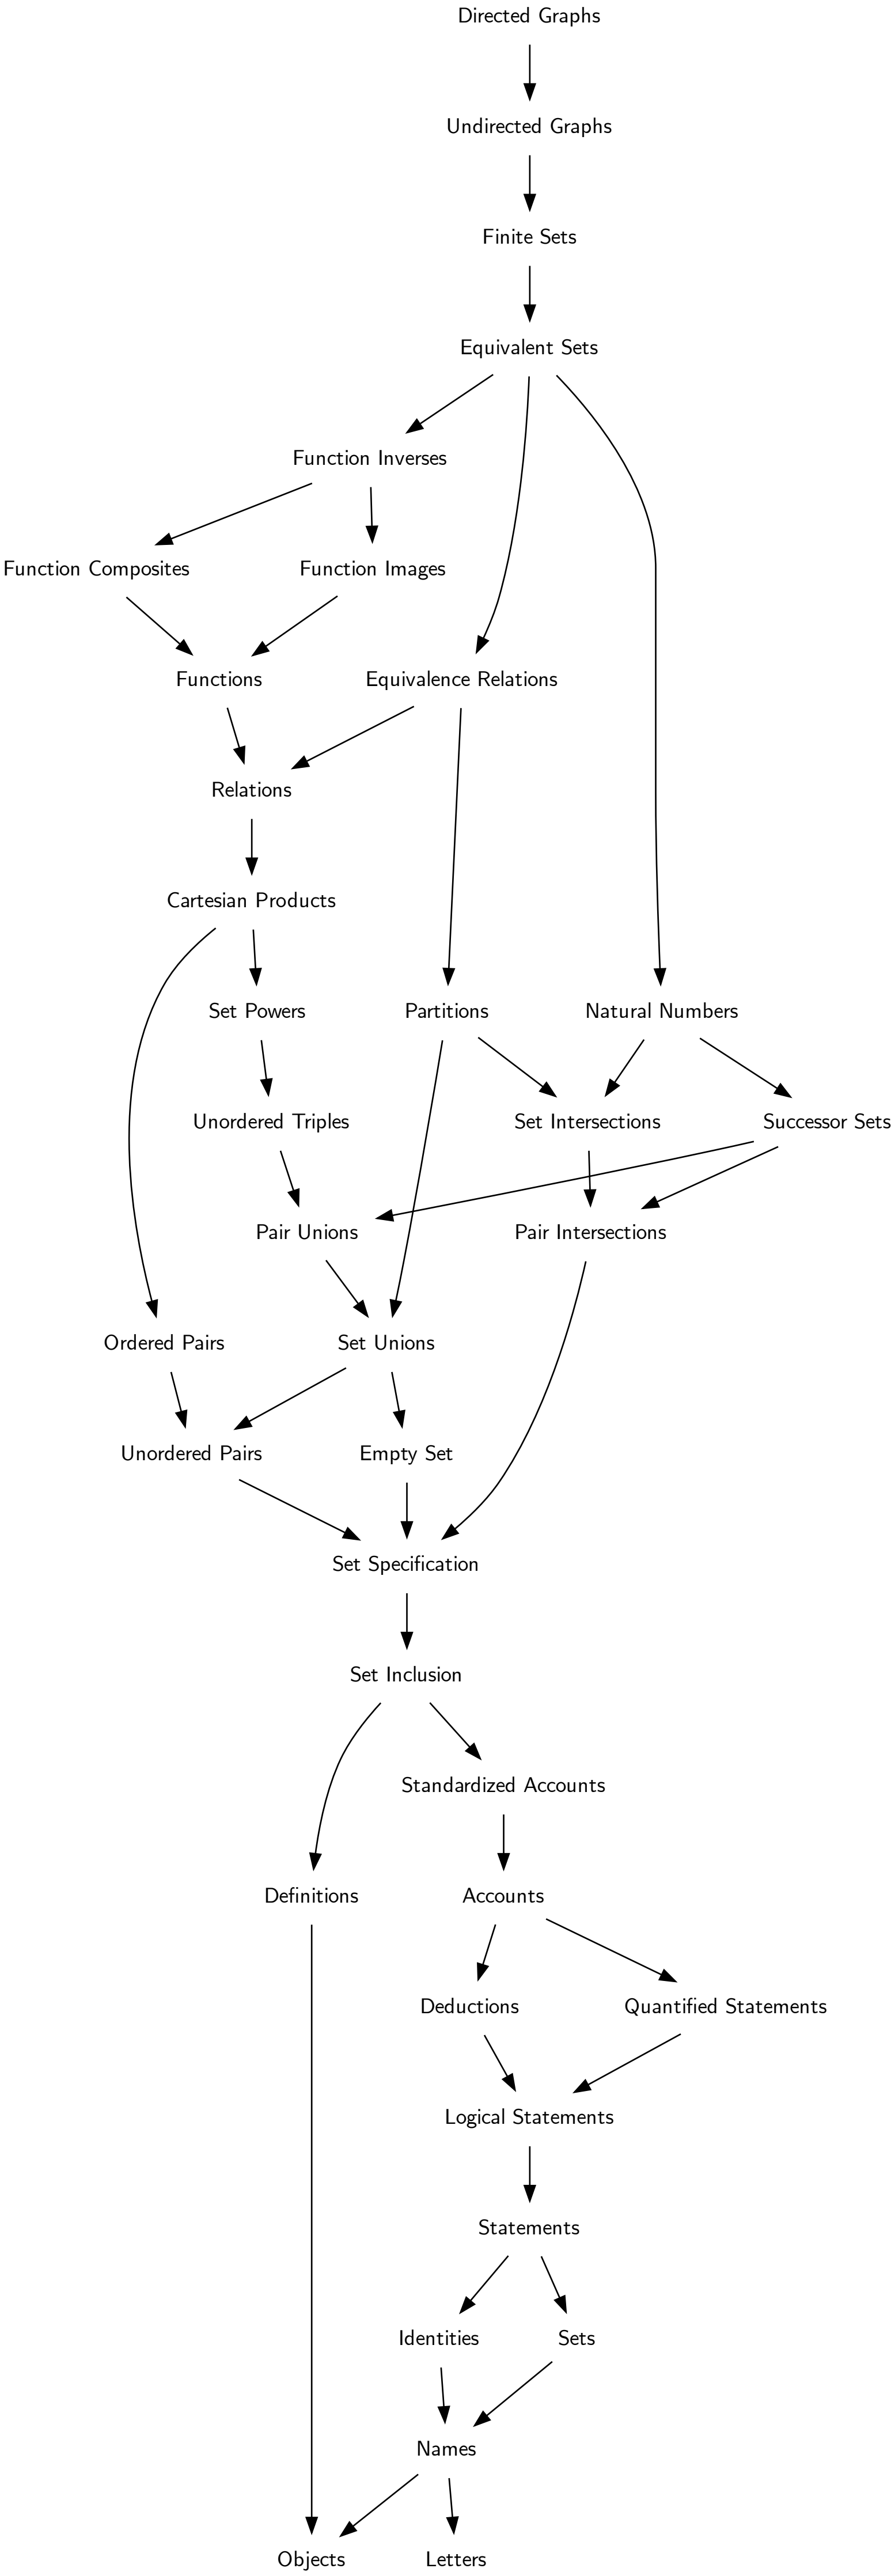 Directed Graphs
Undirected Graphs
Finite Sets
Equivalent Sets
Function Inverses
Function Composites
Function Images
Functions
Equivalence Relations
Relations
Cartesian Products
Set Powers
Partitions
Natural Numbers
Unordered Triples
Set Intersections
Successor Sets
Pair Unions
Pair Intersections
Ordered Pairs
Set Unions
Unordered Pairs
Empty Set
Set Specification
Set Inclusion
Standardized Accounts
Definitions
Accounts
Deductions
Quantified Statements
Logical Statements
Statements
Identities
Sets
Names
Objects
Letters